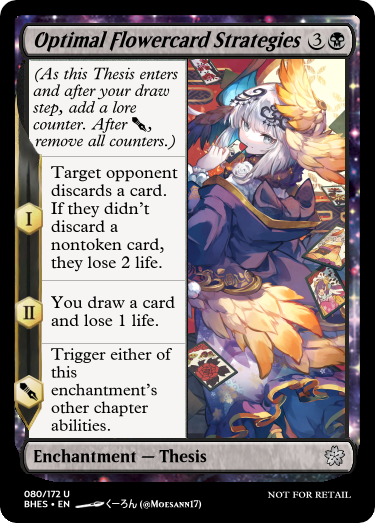 Optimal Flowercard Strategies 3
(As this Thesis enters
and after your draw
step, add a lore
counter. After ,
remove all counters.)
I
Target opponent
discards a card.
If they didn't
discard a
nontoken card,
they lose 2 life.
II
You draw a card
and lose 1 life.
Trigger either of
this
enchantment's
other chapter
abilities.
Enchantment — Thesis
080/172 U
BHES • EN くーろん (@Moesann17)
NOT FOR RETAIL